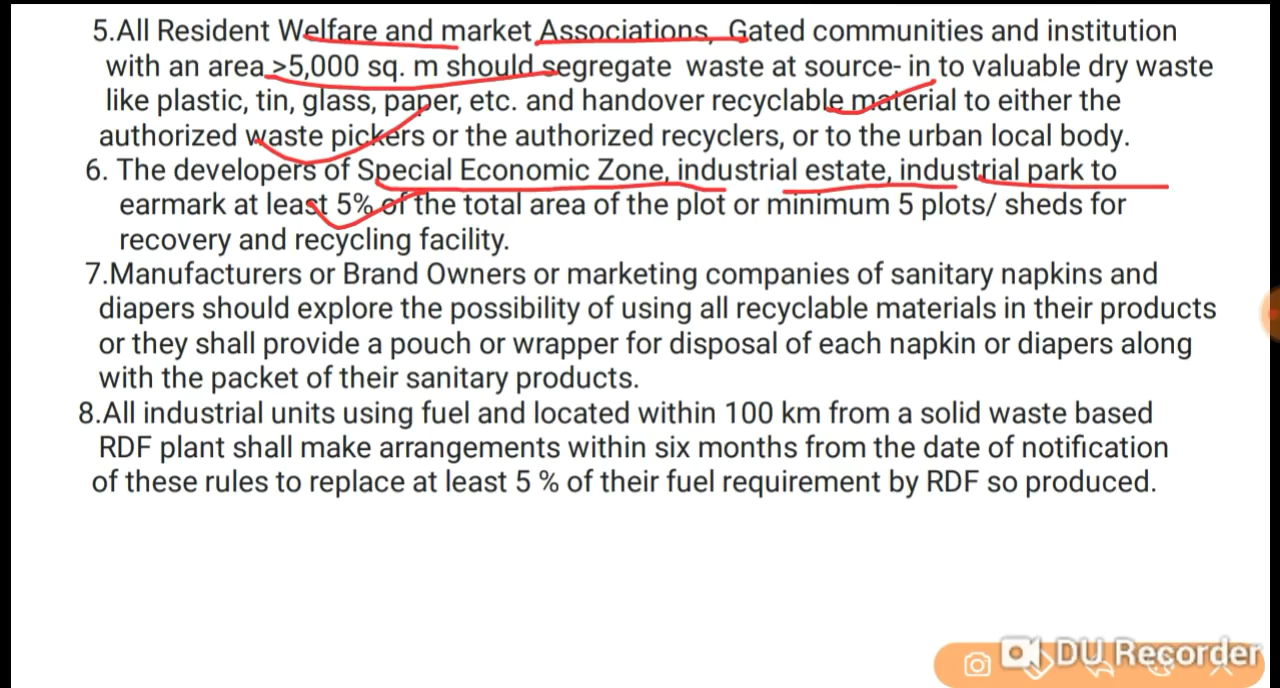 5.All Resident Welfare and market Associations, Gated communities and institution
with an area >5,000 sq. m should segregate waste at source- in to valuable dry waste
like plastic, tin, glass, paper, etc. and handover recyclable material to either the
authorized waste pickers or the authorized recyclers, or to the urban local body.
6. The developers of Special Economic Zone, industrial estate, industrial park to
earmark at least 5% of the total area of the plot or minimum 5 plots/ sheds for
recovery and recycling facility.
7.Manufacturers or Brand Owners or marketing companies of sanitary napkins and
diapers should explore the possibility of using all recyclable materials in their products
or they shall provide a pouch or wrapper for disposal of each napkin or diapers along
with the packet of their sanitary products.
8.All industrial units using fuel and located within 100 km from a solid waste based
RDF plant shall make arrangements within six months from the date of notification
of these rules to replace at least 5 % of their fuel requirement by RDF so produced.
DU Recorder